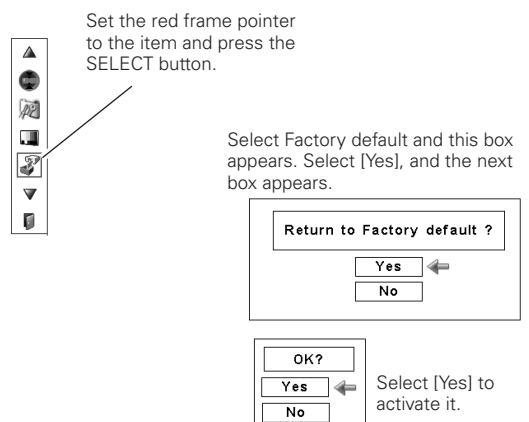 Set the red frame pointer
to the item and press the
SELECT button.
Select Factory default and this box
appears. Select [Yes], and the next
box appears.
Return to Factory default ?
Yes
No
OK?
Yes
No
Select [Yes] to
activate it.